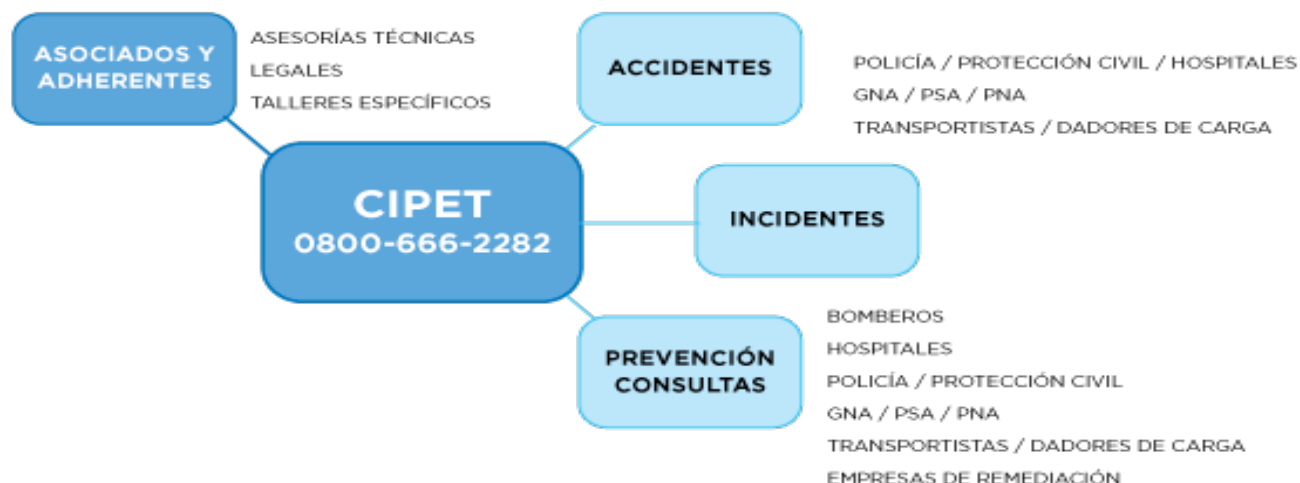 ASOCIADOS Y
ADHERENTES
ASESORÍAS TÉCNICAS
LEGALES
TALLERES ESPECÍFICOS
ACCIDENTES
POLICÍA / PROTECCIÓN CIVIL / HOSPITALES
GNA / PSA / PNA
TRANSPORTISTAS / DADORES DE CARGA
CIPET
0800-666-2282
INCIDENTES
PREVENCIÓN
CONSULTAS
BOMBEROS
HOSPITALES
POLICÍA / PROTECCIÓN CIVIL
GNA / PSA / PNA
TRANSPORTISTAS / DADORES DE CARGA
EMPRESAS DE REMEDIACIÓN